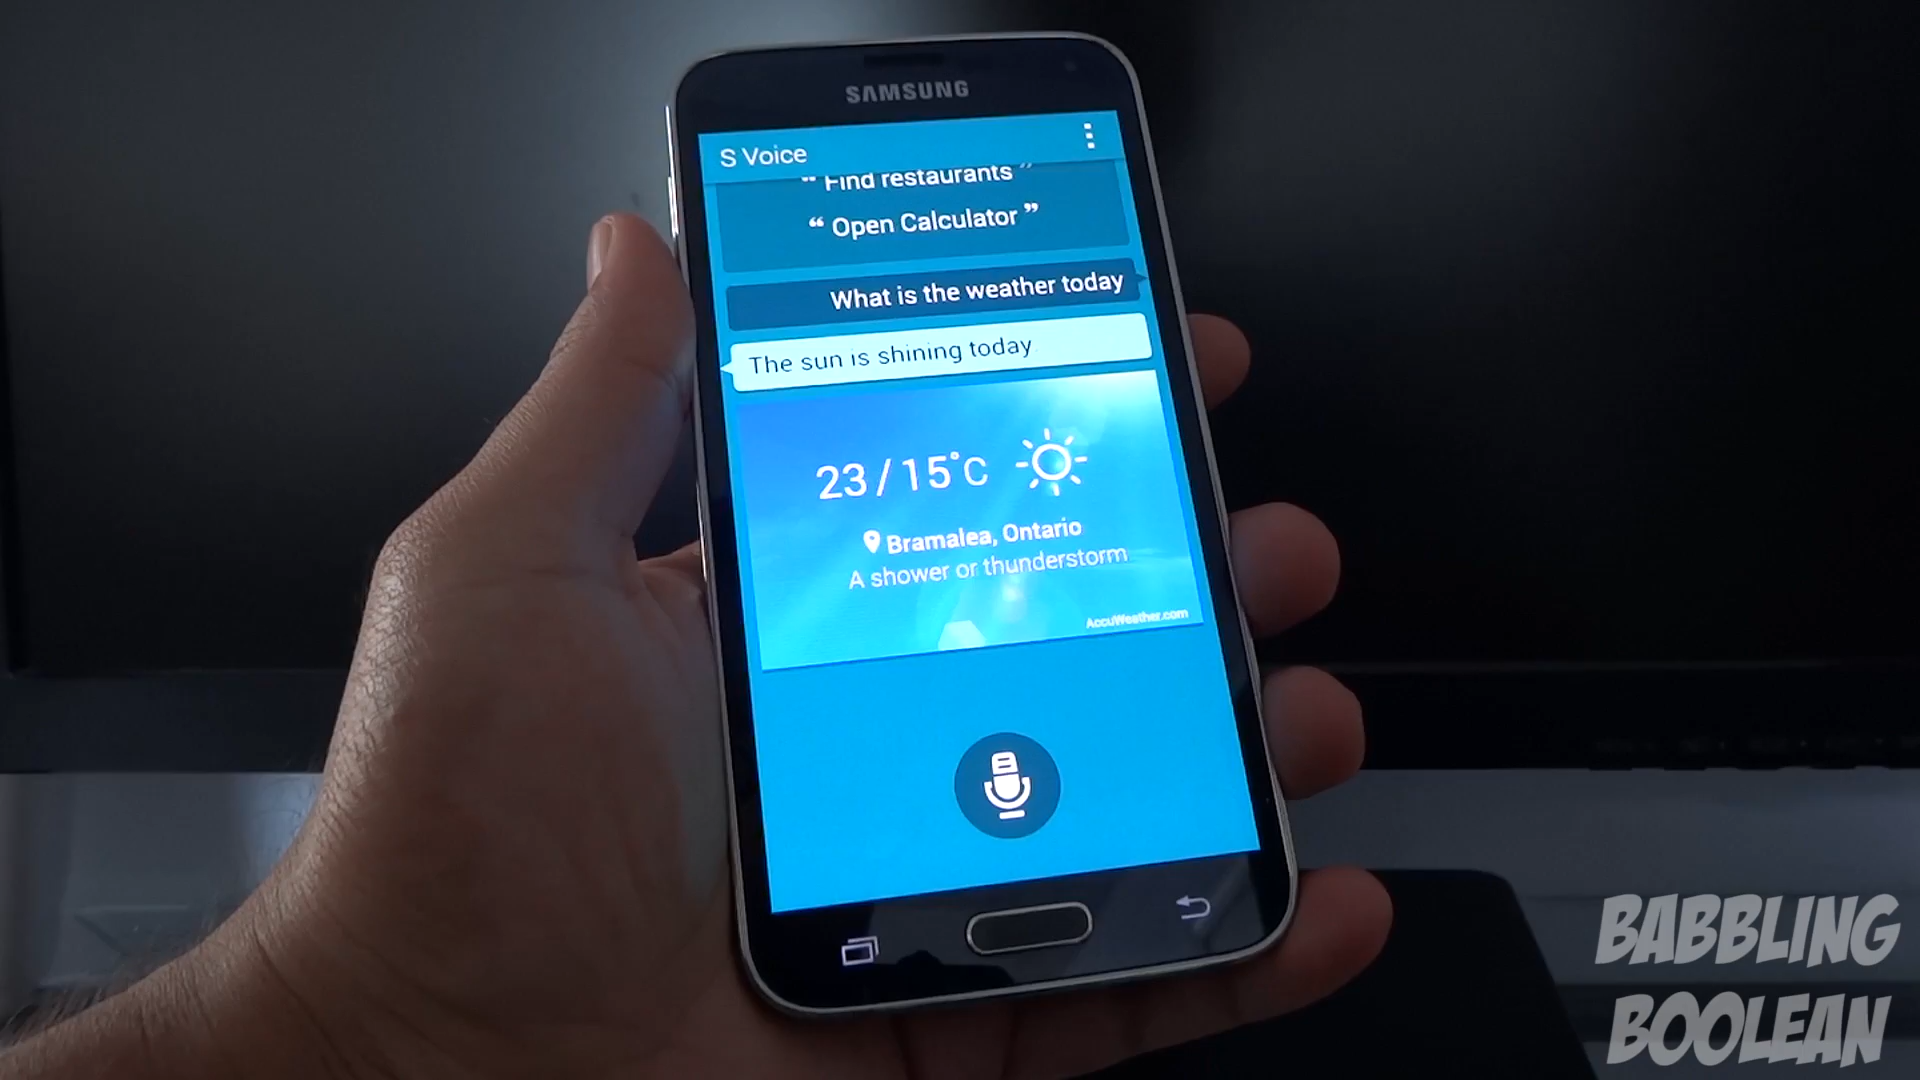 SAMSUNG
S Voice
“ Find restaurants ”
“ Open Calculator ”
What is the weather today
The sun is shining today.
23 / 15°C
Bramalea, Ontario
A shower or thunderstorm
AccuWeather.com
BABBLING
BOOLEAN